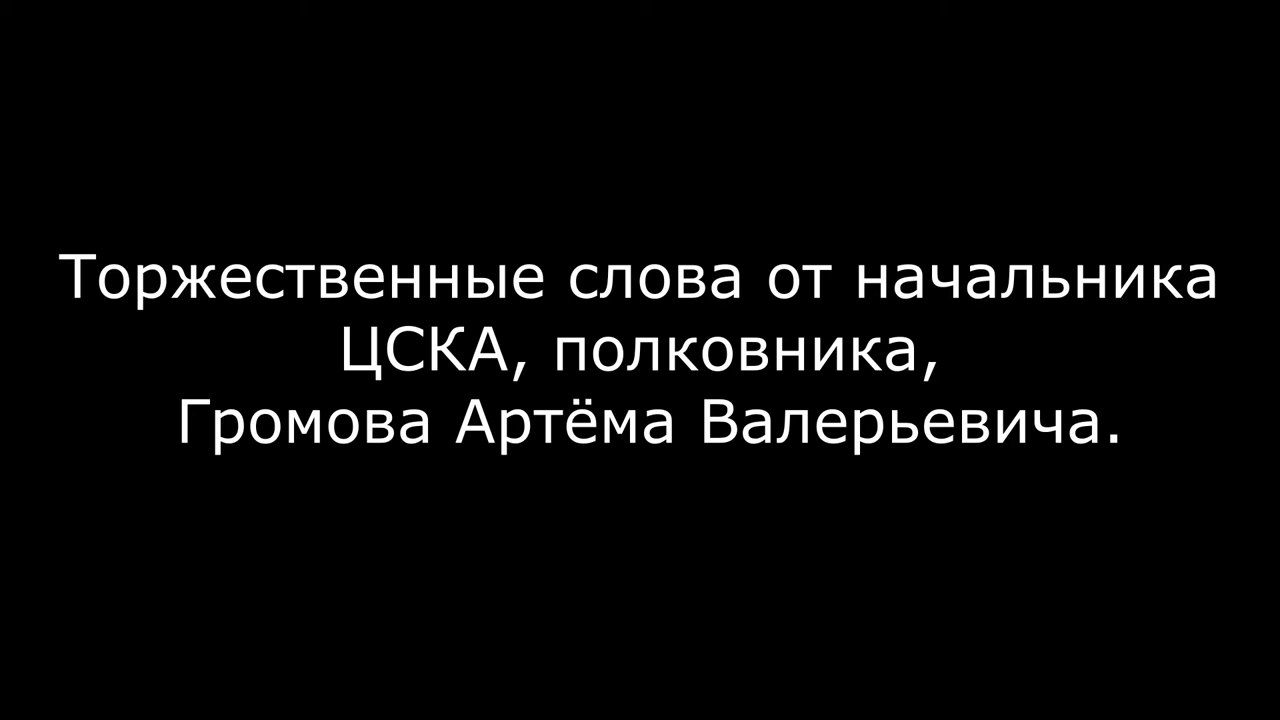 Торжественные слова от начальника
ЦСКА, полковника,
Громова Артёма Валерьевича.